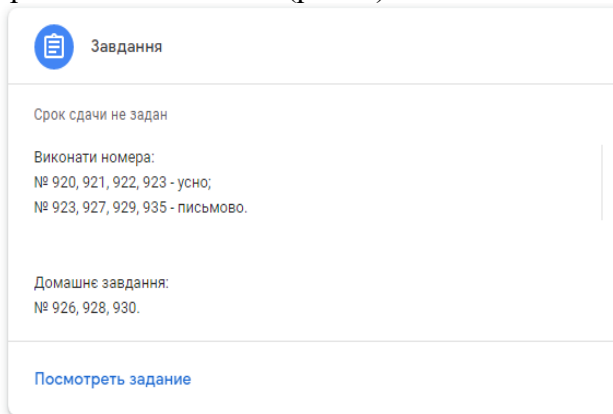 Завдання
Срок сдачи не задан
Виконати номера:
№ 920, 921, 922, 923 - усно;
№ 923, 927, 929, 935 - письмово.
Домашнє завдання:
№ 926, 928, 930.
Посмотреть задание